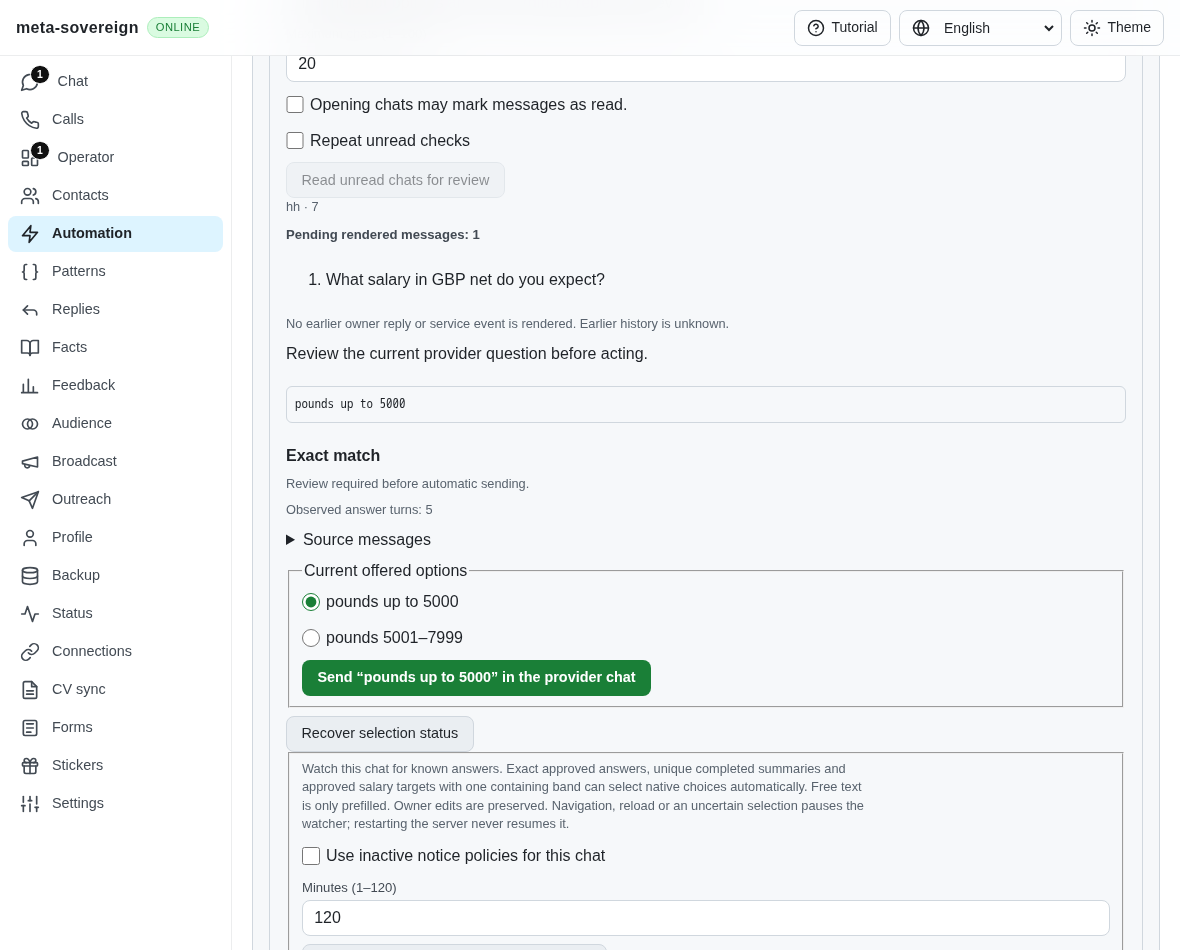 meta-sovereign ONLINE Tutorial English Theme
1 Chat
Calls
1 Operator
Contacts
Automation
Patterns
Replies
Facts
Feedback
Audience
Broadcast
Outreach
Profile
Backup
Status
Connections
CV sync
Forms
Stickers
Settings
20
Opening chats may mark messages as read.
Repeat unread checks
Read unread chats for review
hh · 7
Pending rendered messages: 1
1. What salary in GBP net do you expect?
No earlier owner reply or service event is rendered. Earlier history is unknown.
Review the current provider question before acting.
pounds up to 5000
Exact match
Review required before automatic sending.
Observed answer turns: 5
Source messages
Current offered options
pounds up to 5000
pounds 5001–7999
Send “pounds up to 5000” in the provider chat
Recover selection status
Watch this chat for known answers. Exact approved answers, unique completed summaries and
approved salary targets with one containing band can select native choices automatically. Free text
is only prefilled. Owner edits are preserved. Navigation, reload or an uncertain selection pauses the
watcher; restarting the server never resumes it.
Use inactive notice policies for this chat
Minutes (1–120)
120